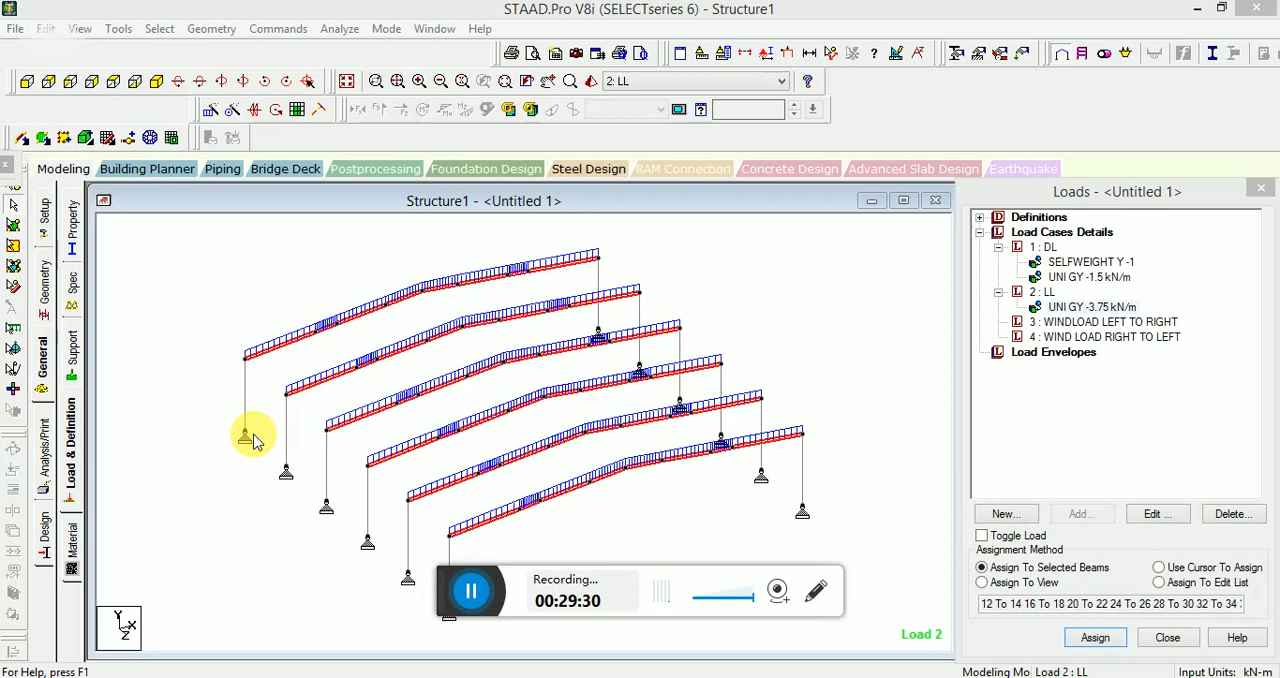 STAAD.Pro V8i (SELECTseries 6) - Structure1
File Edit View Tools Select Geometry Commands Analyze Mode Window Help
2: LL
Modeling Building Planner Piping Bridge Deck Postprocessing Foundation Design Steel Design RAM Connection Concrete Design Advanced Slab Design Earthquake
Setup
Geometry
General
Analysis/Print
Design
Property
Spec
Support
Load & Definition
Material
Structure1 - <Untitled 1>
Load 2
Y
X
Z
Recording...
00:29:30
Loads - <Untitled 1>
Definitions
Load Cases Details
1 : DL
SELFWEIGHT Y -1
UNI GY -1.5 kN/m
2 : LL
UNI GY -3.75 kN/m
3 : WINDLOAD LEFT TO RIGHT
4 : WIND LOAD RIGHT TO LEFT
Load Envelopes
New... Add... Edit ... Delete...
Toggle Load
Assignment Method
Assign To Selected Beams Use Cursor To Assign
Assign To View Assign To Edit List
12 To 14 16 To 18 20 To 22 24 To 26 28 To 30 32 To 34
Assign Close Help
For Help, press F1 Modeling Mo Load 2 : LL Input Units: kN-m